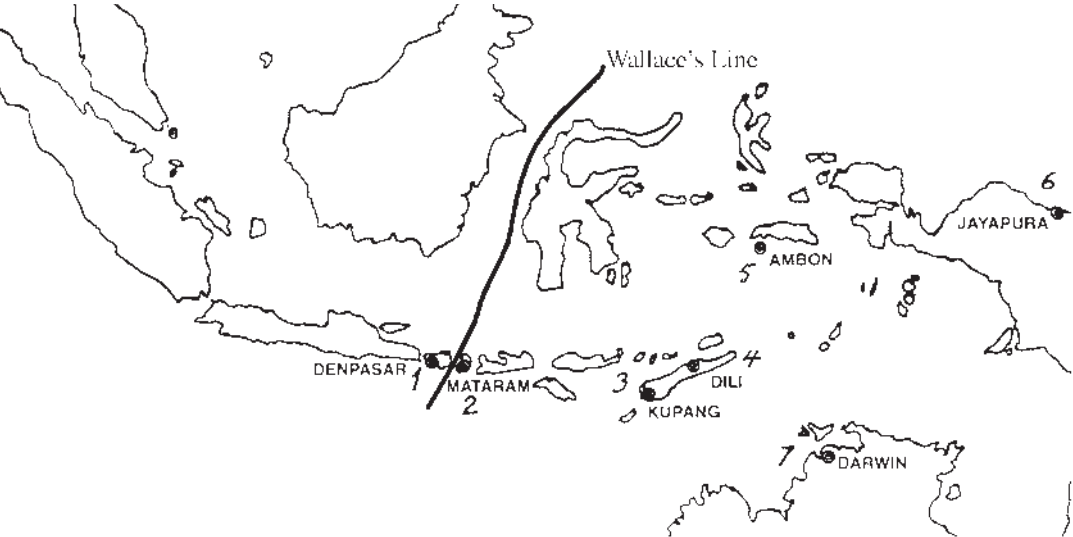 Wallace's Line
6
JAYAPURA
AMBON
5
DENPASAR
1
MATARAM
2
3
4
DILI
KUPANG
7
DARWIN